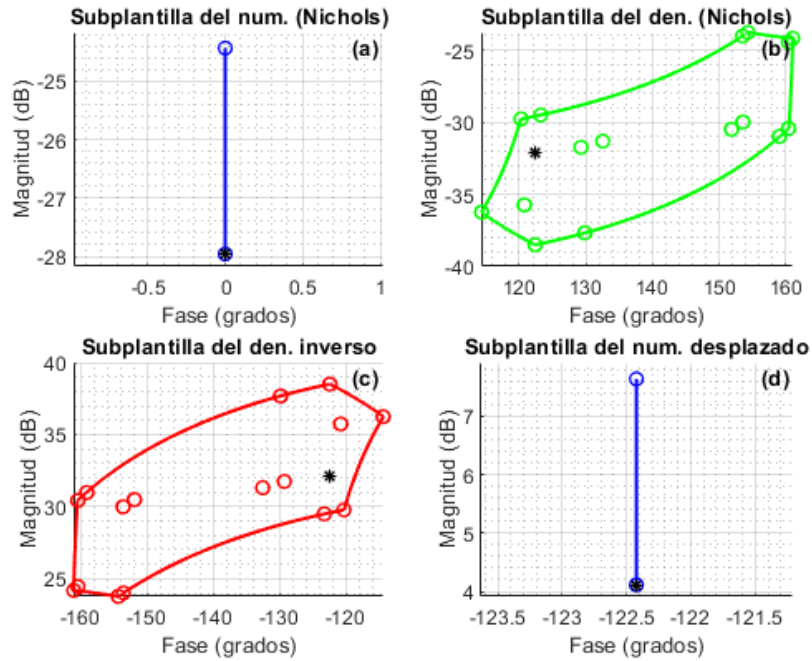 Subplantilla del num. (Nichols)
(a)
Magnitud (dB)
-25
-26
-27
-28
-0.5 0 0.5 1
Fase (grados)
Subplantilla del den. (Nichols)
(b)
Magnitud (dB)
-25
-30
-35
-40
120 130 140 150 160
Fase (grados)
Subplantilla del den. inverso
(c)
Magnitud (dB)
40
35
30
25
-160 -150 -140 -130 -120
Fase (grados)
Subplantilla del num. desplazado
(d)
Magnitud (dB)
7
6
5
4
-123.5 -123 -122.5 -122 -121.5
Fase (grados)